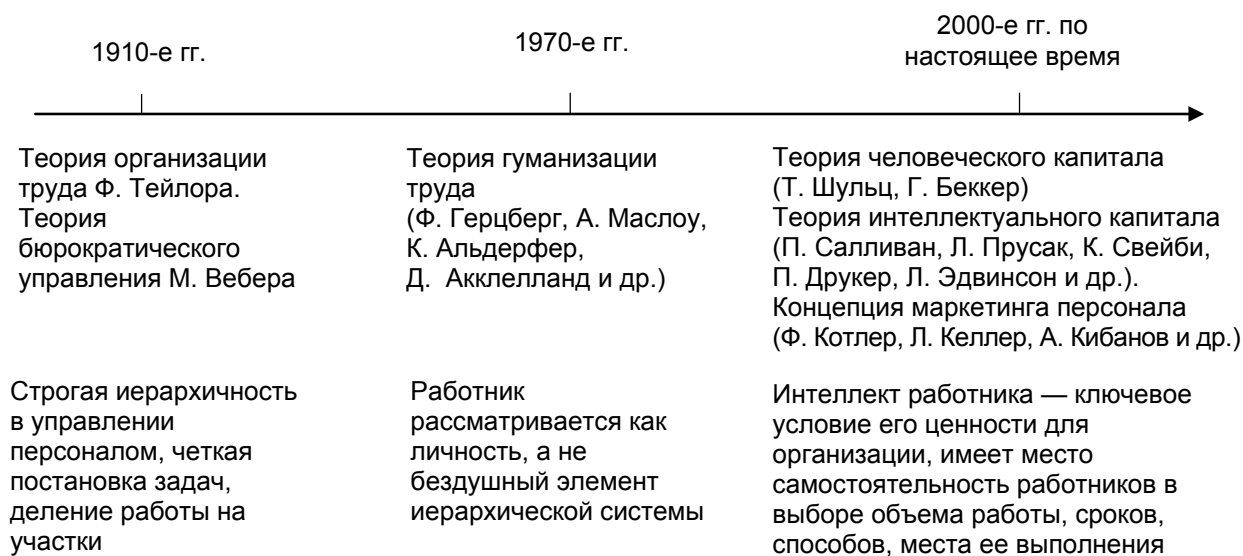 1910-е гг.
1970-е гг.
2000-е гг. по
настоящее время
Теория организации
труда Ф. Тейлора.
Теория
бюрократического
управления М. Вебера
Теория гуманизации
труда
(Ф. Герцберг, А. Маслоу,
К. Альдерфер,
Д. Акклелланд и др.)
Теория человеческого капитала
(Т. Шульц, Г. Беккер)
Теория интеллектуального капитала
(П. Салливан, Л. Прусак, К. Свейби,
П. Друкер, Л. Эдвинсон и др.).
Концепция маркетинга персонала
(Ф. Котлер, Л. Келлер, А. Кибанов и др.)
Строгая иерархичность
в управлении
персоналом, четкая
постановка задач,
деление работы на
участки
Работник
рассматривается как
личность, а не
бездушный элемент
иерархической системы
Интеллект работника — ключевое
условие его ценности для
организации, имеет место
самостоятельность работников в
выборе объема работы, сроков,
способов, места ее выполнения